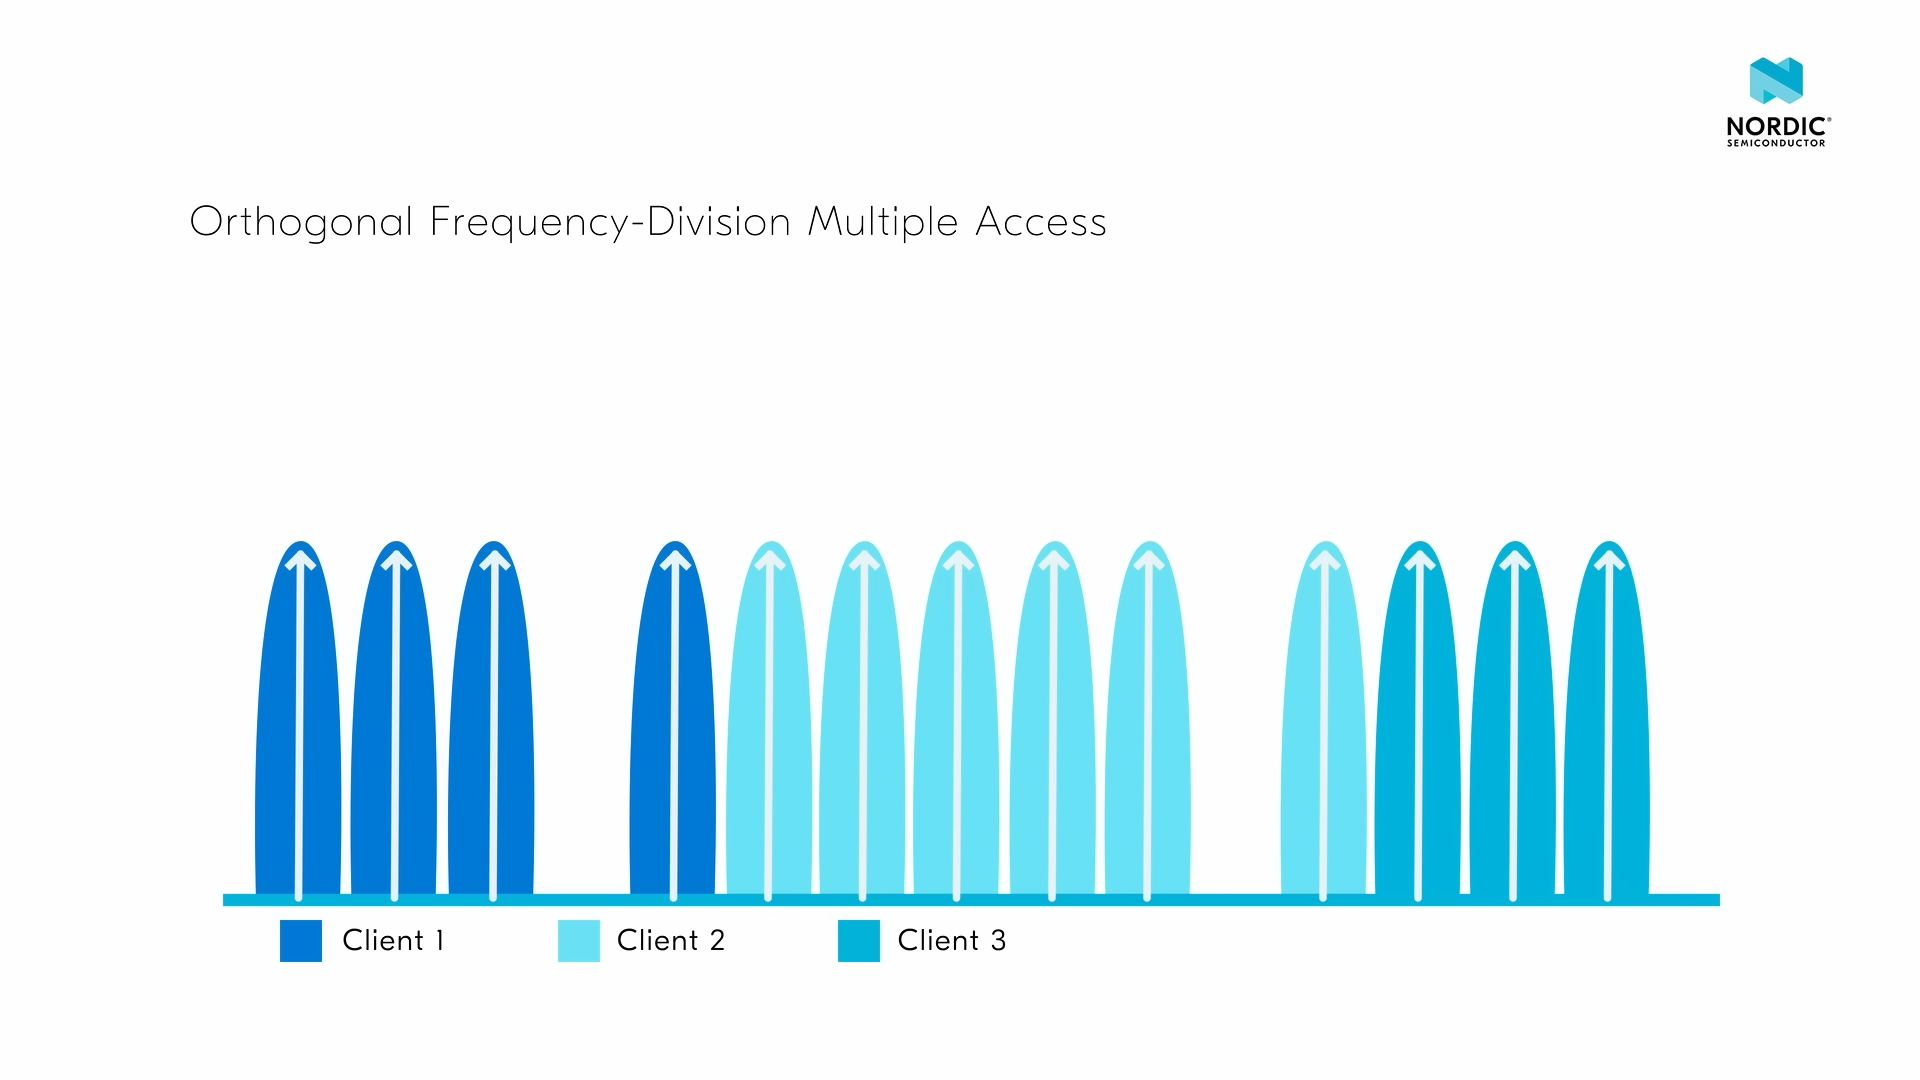 NORDIC®
SEMICONDUCTOR
Orthogonal Frequency-Division Multiple Access
Client 1
Client 2
Client 3